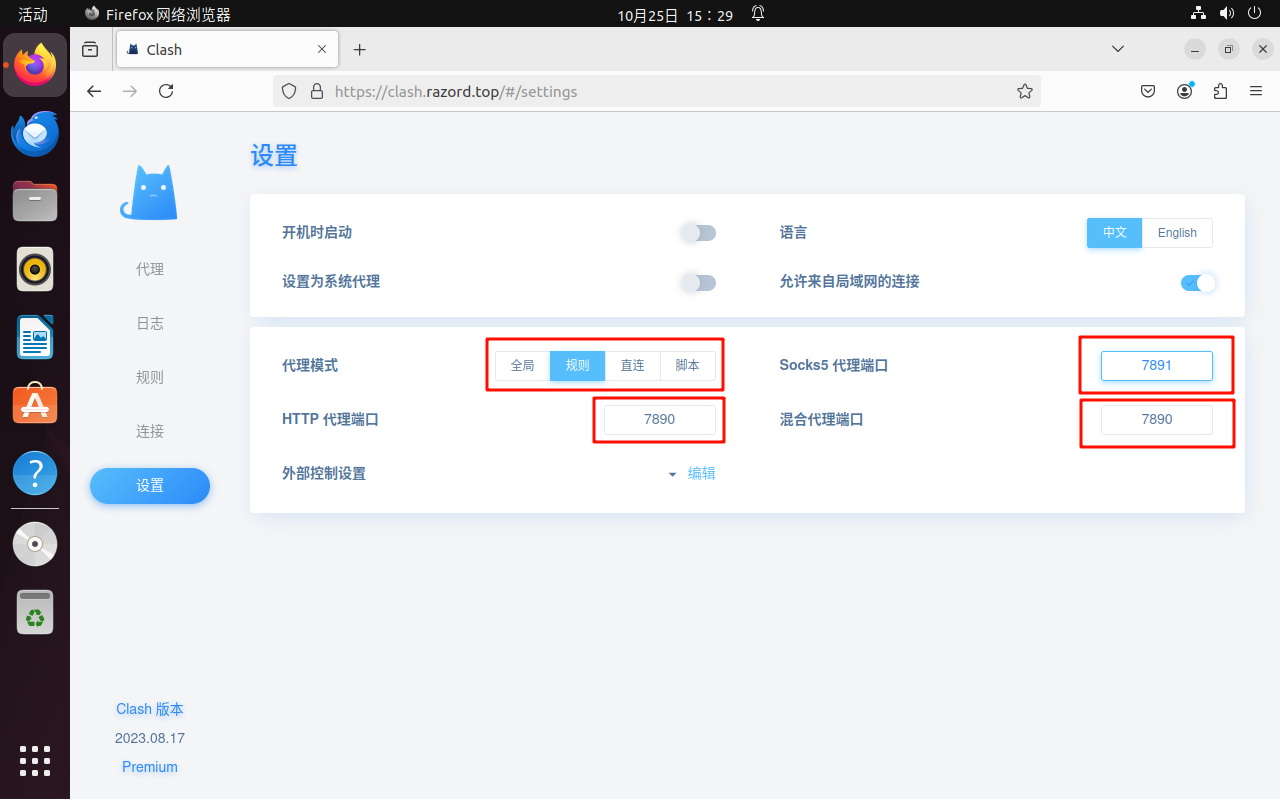 活动
Firefox 网络浏览器
10月25日 15：29
Clash
https://clash.razord.top/#/settings
设置
开机时启动
语言
中文
English
设置为系统代理
允许来自局域网的连接
代理模式
全局
规则
直连
脚本
Socks5 代理端口
7891
HTTP 代理端口
7890
混合代理端口
7890
外部控制设置
编辑
代理
日志
规则
连接
设置
Clash 版本
2023.08.17
Premium